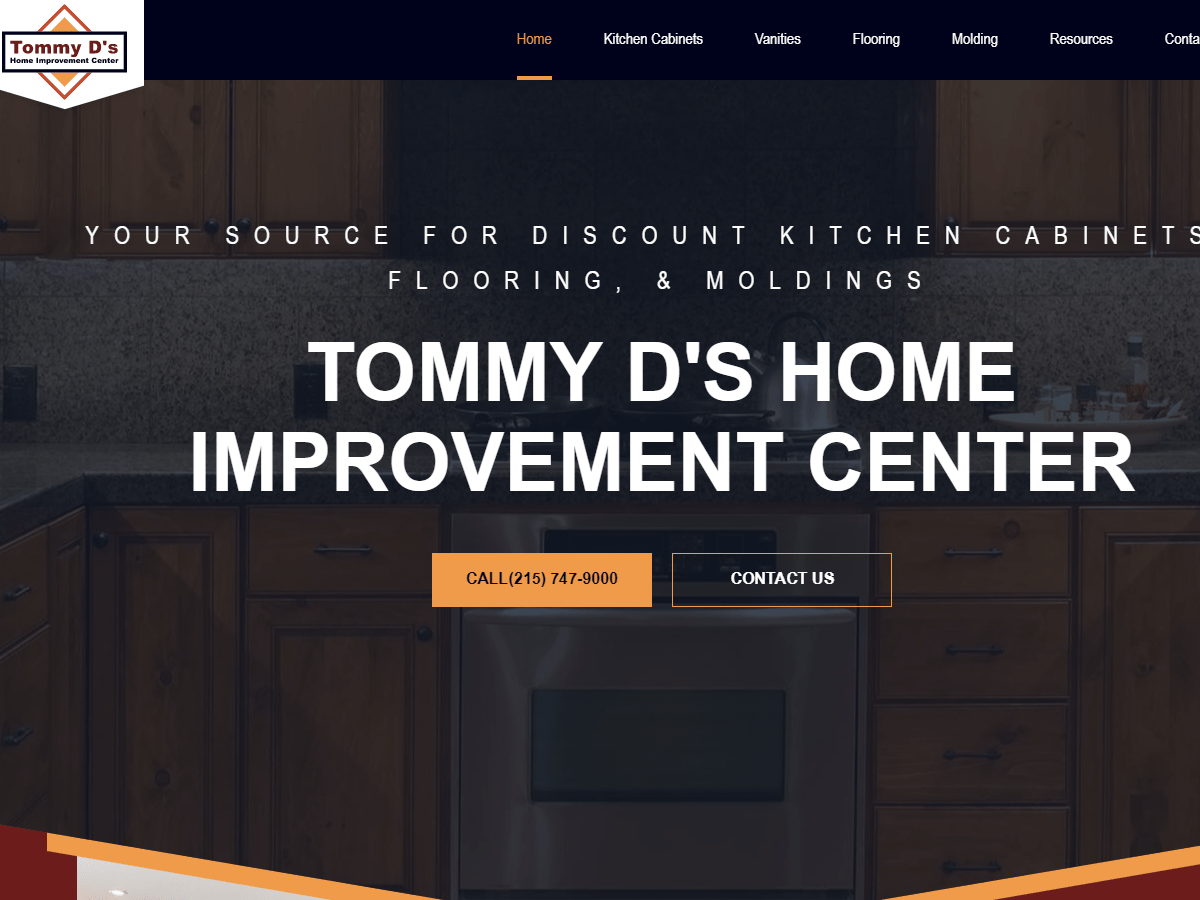 Tommy D's
Home Improvement Center
Home
Kitchen Cabinets
Vanities
Flooring
Molding
Resources
Conta
YOUR SOURCE FOR DISCOUNT KITCHEN CABINETS
FLOORING, & MOLDINGS
TOMMY D'S HOME
IMPROVEMENT CENTER
CALL(215) 747-9000
CONTACT US